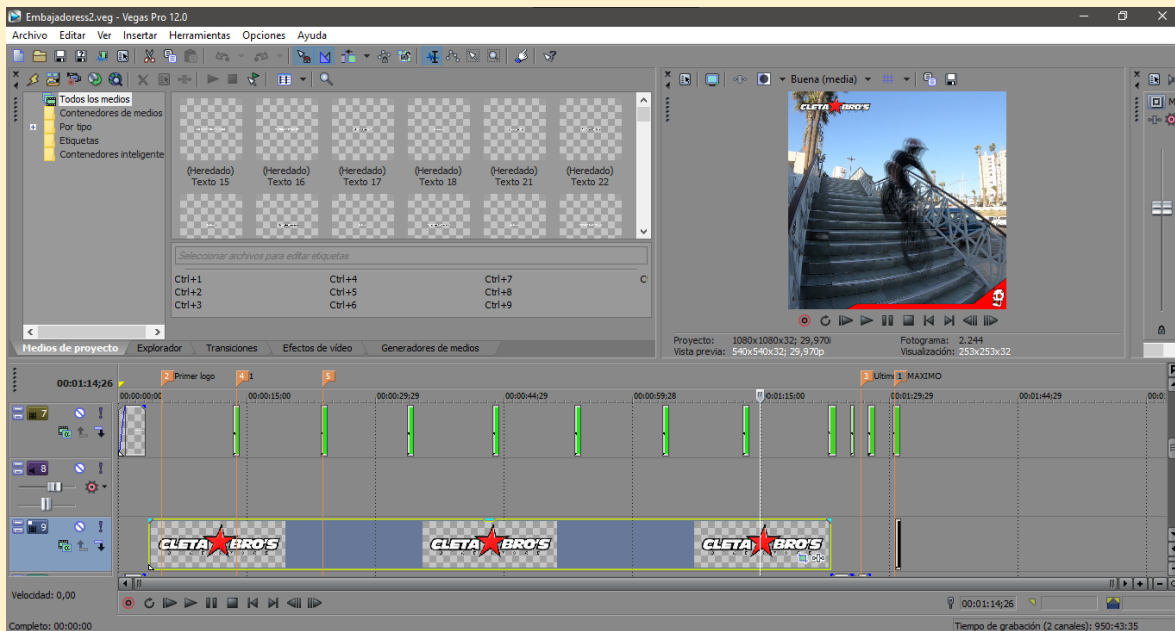 Embajadoress2.veg - Vegas Pro 12.0
Archivo Editar Ver Insertar Herramientas Opciones Ayuda
Todos los medios
Contenedores de medios
Por tipo
Etiquetas
Contenedores inteligente
(Heredado) Texto 15
(Heredado) Texto 16
(Heredado) Texto 17
(Heredado) Texto 18
(Heredado) Texto 21
(Heredado) Texto 22
Seleccionar archivos para editar etiquetas
Ctrl+1 Ctrl+4 Ctrl+7 C
Ctrl+2 Ctrl+5 Ctrl+8
Ctrl+3 Ctrl+6 Ctrl+9
Medios de proyecto Explorador Transiciones Efectos de vídeo Generadores de medios
Buena (media)
CLETA BRO'S
Proyecto: 1080x1080x32; 29,970i Fotograma: 2.244
Vista previa: 540x540x32; 29,970p Visualización: 253x253x32
M
00:01:14;26
2 Primer logo 4 1 5 3 Ultim 1 MAXIMO
00:00:00;00 00:00:15;00 00:00:29;29 00:00:44;29 00:00:59;28 00:01:15;00 00:01:29;29 00:01:44;29 00:0
7
8
9
CLETA BRO'S CLETA BRO'S CLETA BRO'S
Velocidad: 0,00
00:01:14;26
Completo: 00:00:00
Tiempo de grabación (2 canales): 950:43:35